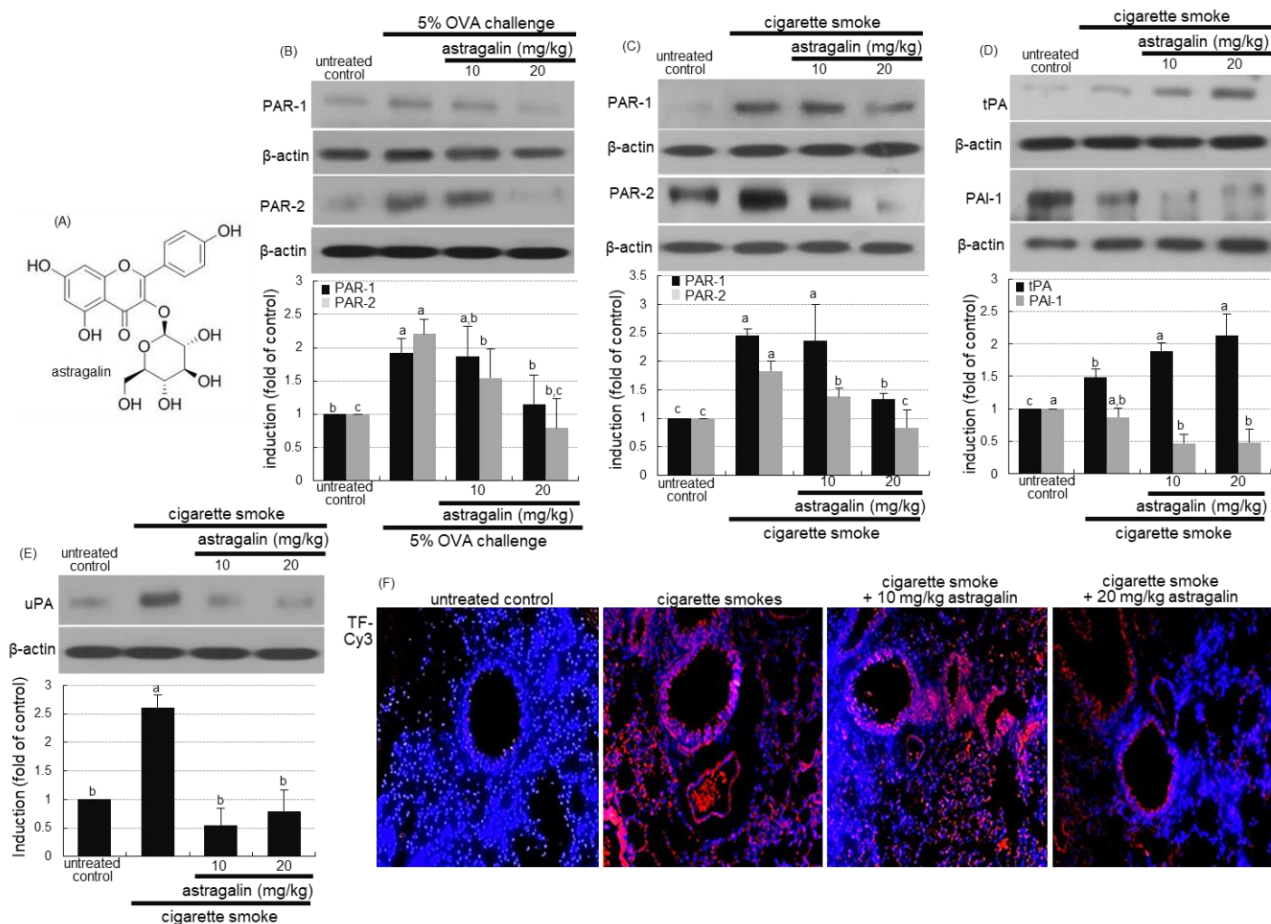 (A)
OH
HO
O
O
OH
O
O
OH
OH
HO
OH
OH
astragalin
(B)
5% OVA challenge
astragalin (mg/kg)
untreated
control
10
20
PAR-1
β-actin
PAR-2
β-actin
PAR-1
PAR-2
induction (fold of control)
3
2.5
2
1.5
1
0.5
0
b
c
a
a
a,b
b
b
b,c
untreated
control
10
20
astragalin (mg/kg)
5% OVA challenge
(C)
cigarette smoke
astragalin (mg/kg)
untreated
control
10
20
PAR-1
β-actin
PAR-2
β-actin
PAR-1
PAR-2
induction (fold of control)
3.5
3
2.5
2
1.5
1
0.5
0
c
c
a
a
a
b
c
c
untreated
control
10
20
astragalin (mg/kg)
cigarette smoke
(D)
cigarette smoke
astragalin (mg/kg)
untreated
control
10
20
tPA
β-actin
PAI-1
β-actin
tPA
PAI-1
induction (fold of control)
3
2.5
2
1.5
1
0.5
0
c
a
b
a,b
a
b
a
b
untreated
control
10
20
astragalin (mg/kg)
cigarette smoke
(E)
cigarette smoke
astragalin (mg/kg)
untreated
control
10
20
uPA
β-actin
Induction (fold of control)
3
2.5
2
1.5
1
0.5
0
b
a
b
b
untreated
control
10
20
astragalin (mg/kg)
cigarette smoke
(F)
untreated control
cigarette smokes
cigarette smoke
+ 10 mg/kg astragalin
cigarette smoke
+ 20 mg/kg astragalin
TF-
Cy3